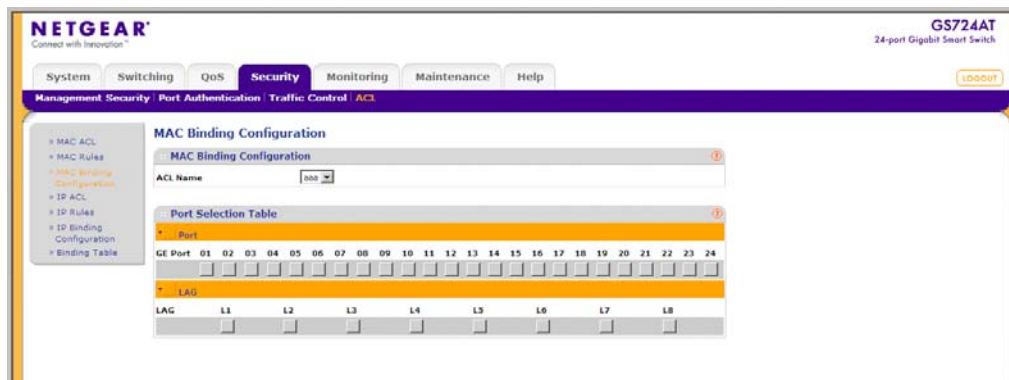 NETGEAR
Connect with Innovation™
GS724AT
24-port Gigabit Smart Switch
System Switching QoS Security Monitoring Maintenance Help
LOGOUT
Management Security Port Authentication Traffic Control ACL
MAC ACL
MAC Rules
MAC Binding Configuration
IP ACL
IP Rules
IP Binding Configuration
Binding Table
MAC Binding Configuration
MAC Binding Configuration
ACL Name aaa
Port Selection Table
Port
GE Port 01 02 03 04 05 06 07 08 09 10 11 12 13 14 15 16 17 18 19 20 21 22 23 24
LAG
LAG L1 L2 L3 L4 L5 L6 L7 L8